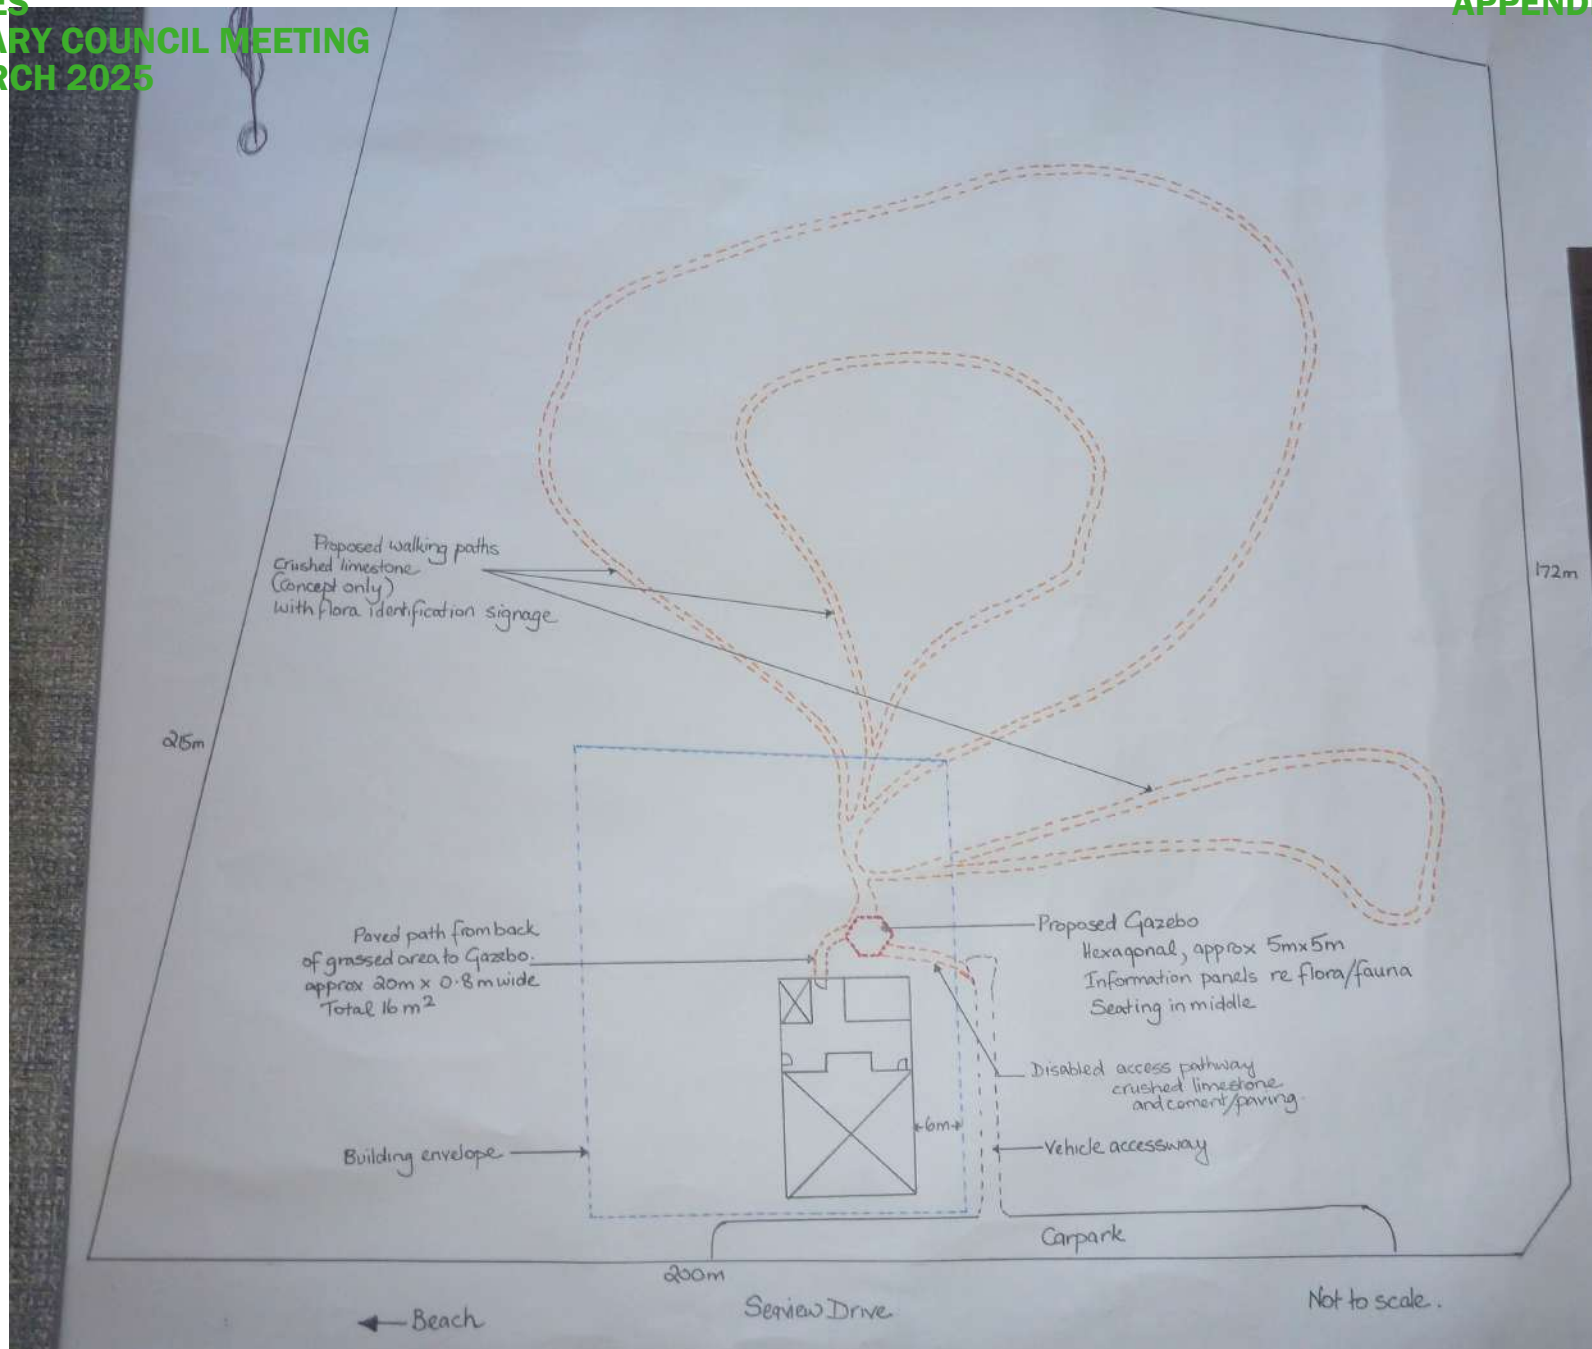 ES
ARY COUNCIL MEETING
RCH 2025
APPEND
Proposed walking paths
Crushed limestone
(Concept only)
with flora identification signage
172m
215m
Paved path from back
of grassed area to Gazebo.
approx 20m x 0.8m wide
Total 16m²
Proposed Gazebo
Hexagonal, approx 5mx5m
Information panels re flora/fauna
Seating in middle
Disabled access pathway
crushed limestone
and cement/paving.
6m
Building envelope
Vehicle accessway
Carpark
200m
Seaview Drive
Not to scale.
Beach